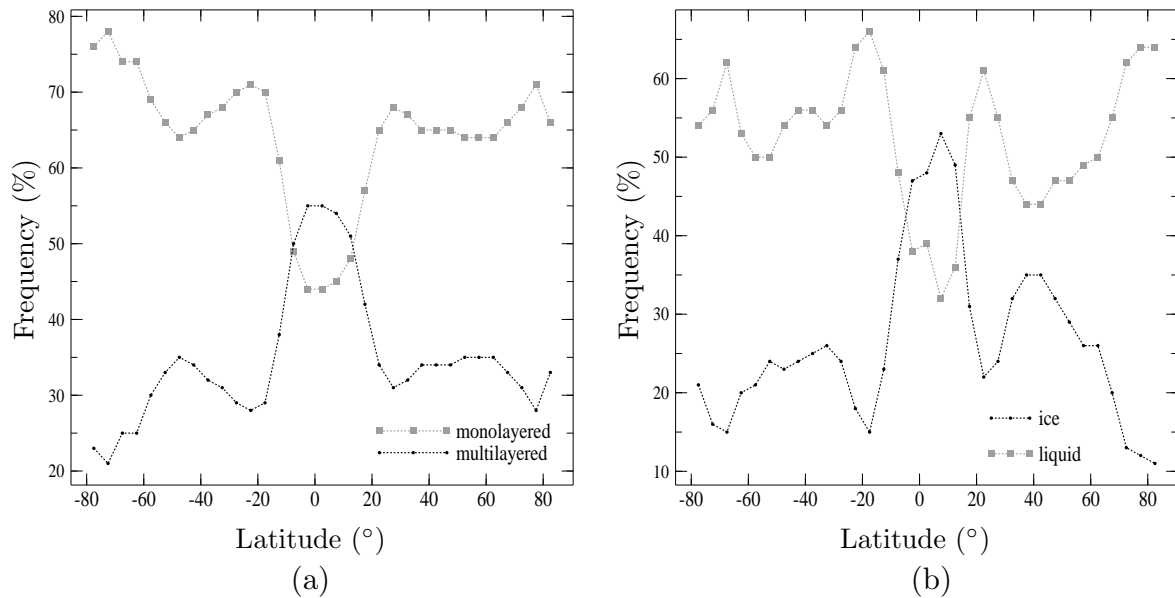 80
70
60
50
40
30
20
Frequency (%)
monolayered
multilayered
-80 -60 -40 -20 0 20 40 60 80
Latitude (°)
(a)
60
50
40
30
20
10
Frequency (%)
ice
liquid
-80 -60 -40 -20 0 20 40 60 80
Latitude (°)
(b)